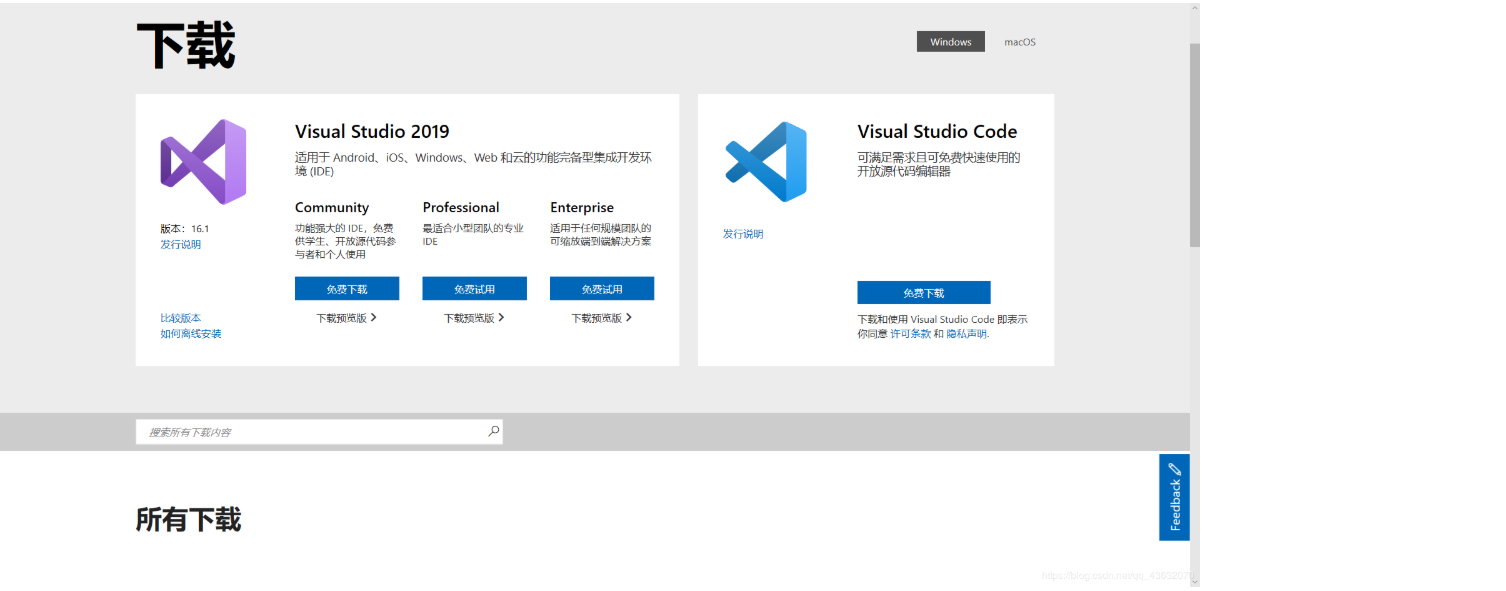 下载
Windows
macOS
Visual Studio 2019
适用于 Android、iOS、Windows、Web 和云的功能完备型集成开发环
境 (IDE)
Community
功能强大的 IDE，免费
供学生、开放源代码参
与者和个人使用
免费下载
下载预览版
Professional
最适合小型团队的专业
IDE
免费试用
下载预览版
Enterprise
适用于任何规模团队的
可缩放端到端解决方案
免费试用
下载预览版
版本：16.1
发行说明
比较版本
如何离线安装
Visual Studio Code
可满足需求且可免费快速使用的
开放源代码编辑器
发行说明
免费下载
下载和使用 Visual Studio Code 即表示
你同意 许可条款 和 隐私声明.
搜索所有下载内容
所有下载
Feedback